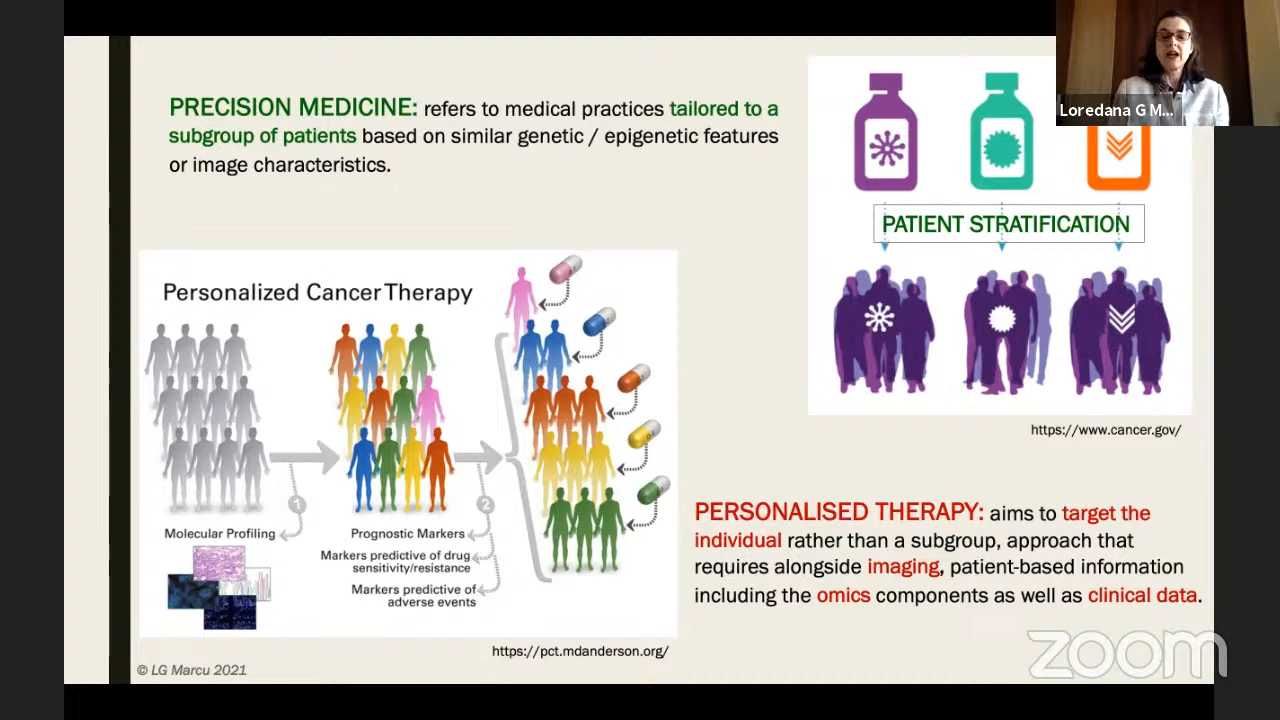 Loredana G M...
PRECISION MEDICINE: refers to medical practices tailored to a
subgroup of patients based on similar genetic / epigenetic features
or image characteristics.
PATIENT STRATIFICATION
https://www.cancer.gov/
Personalized Cancer Therapy
1
2
Molecular Profiling
Prognostic Markers
Markers predictive of drug
sensitivity/resistance
Markers predictive of
adverse events
https://pct.mdanderson.org/
PERSONALISED THERAPY: aims to target the
individual rather than a subgroup, approach that
requires alongside imaging, patient-based information
including the omics components as well as clinical data.
© LG Marcu 2021
zoom